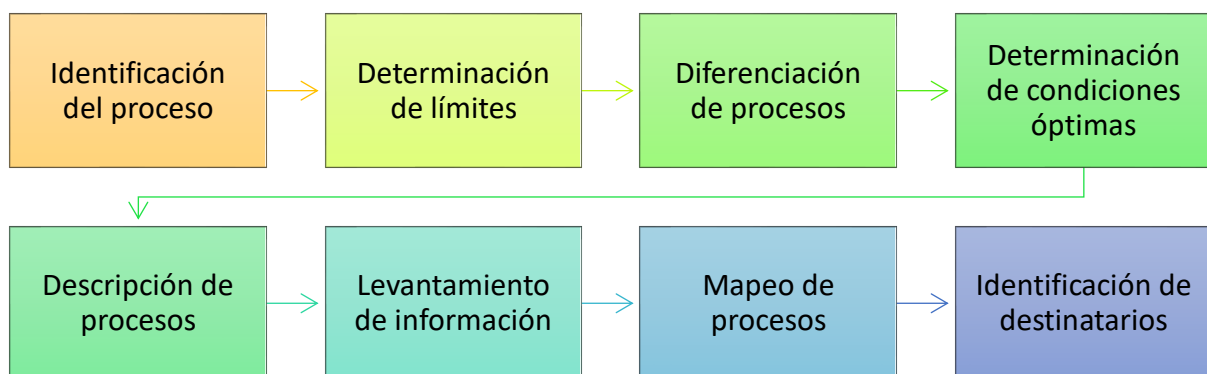 Identificación
del proceso
Determinación
de límites
Diferenciación
de procesos
Determinación
de condiciones
óptimas
Descripción de
procesos
Levantamiento
de información
Mapeo de
procesos
Identificación de
destinatarios